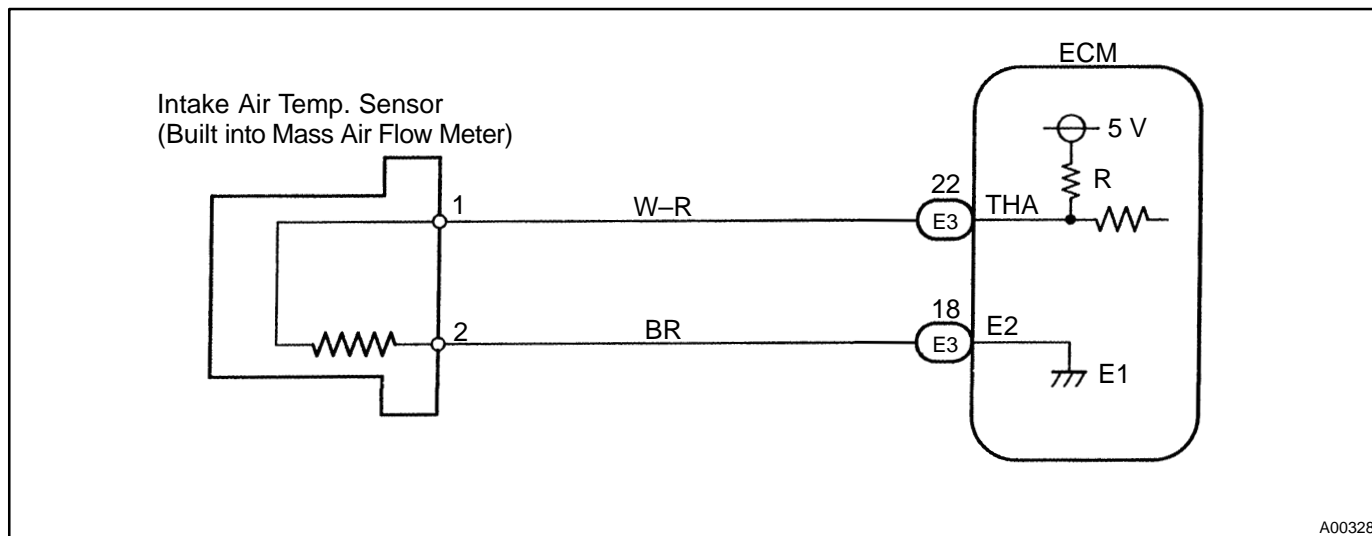 ECM
Intake Air Temp. Sensor
(Built into Mass Air Flow Meter)
5 V
R
1
W–R
22
E3
THA
2
BR
18
E3
E2
E1
A00328